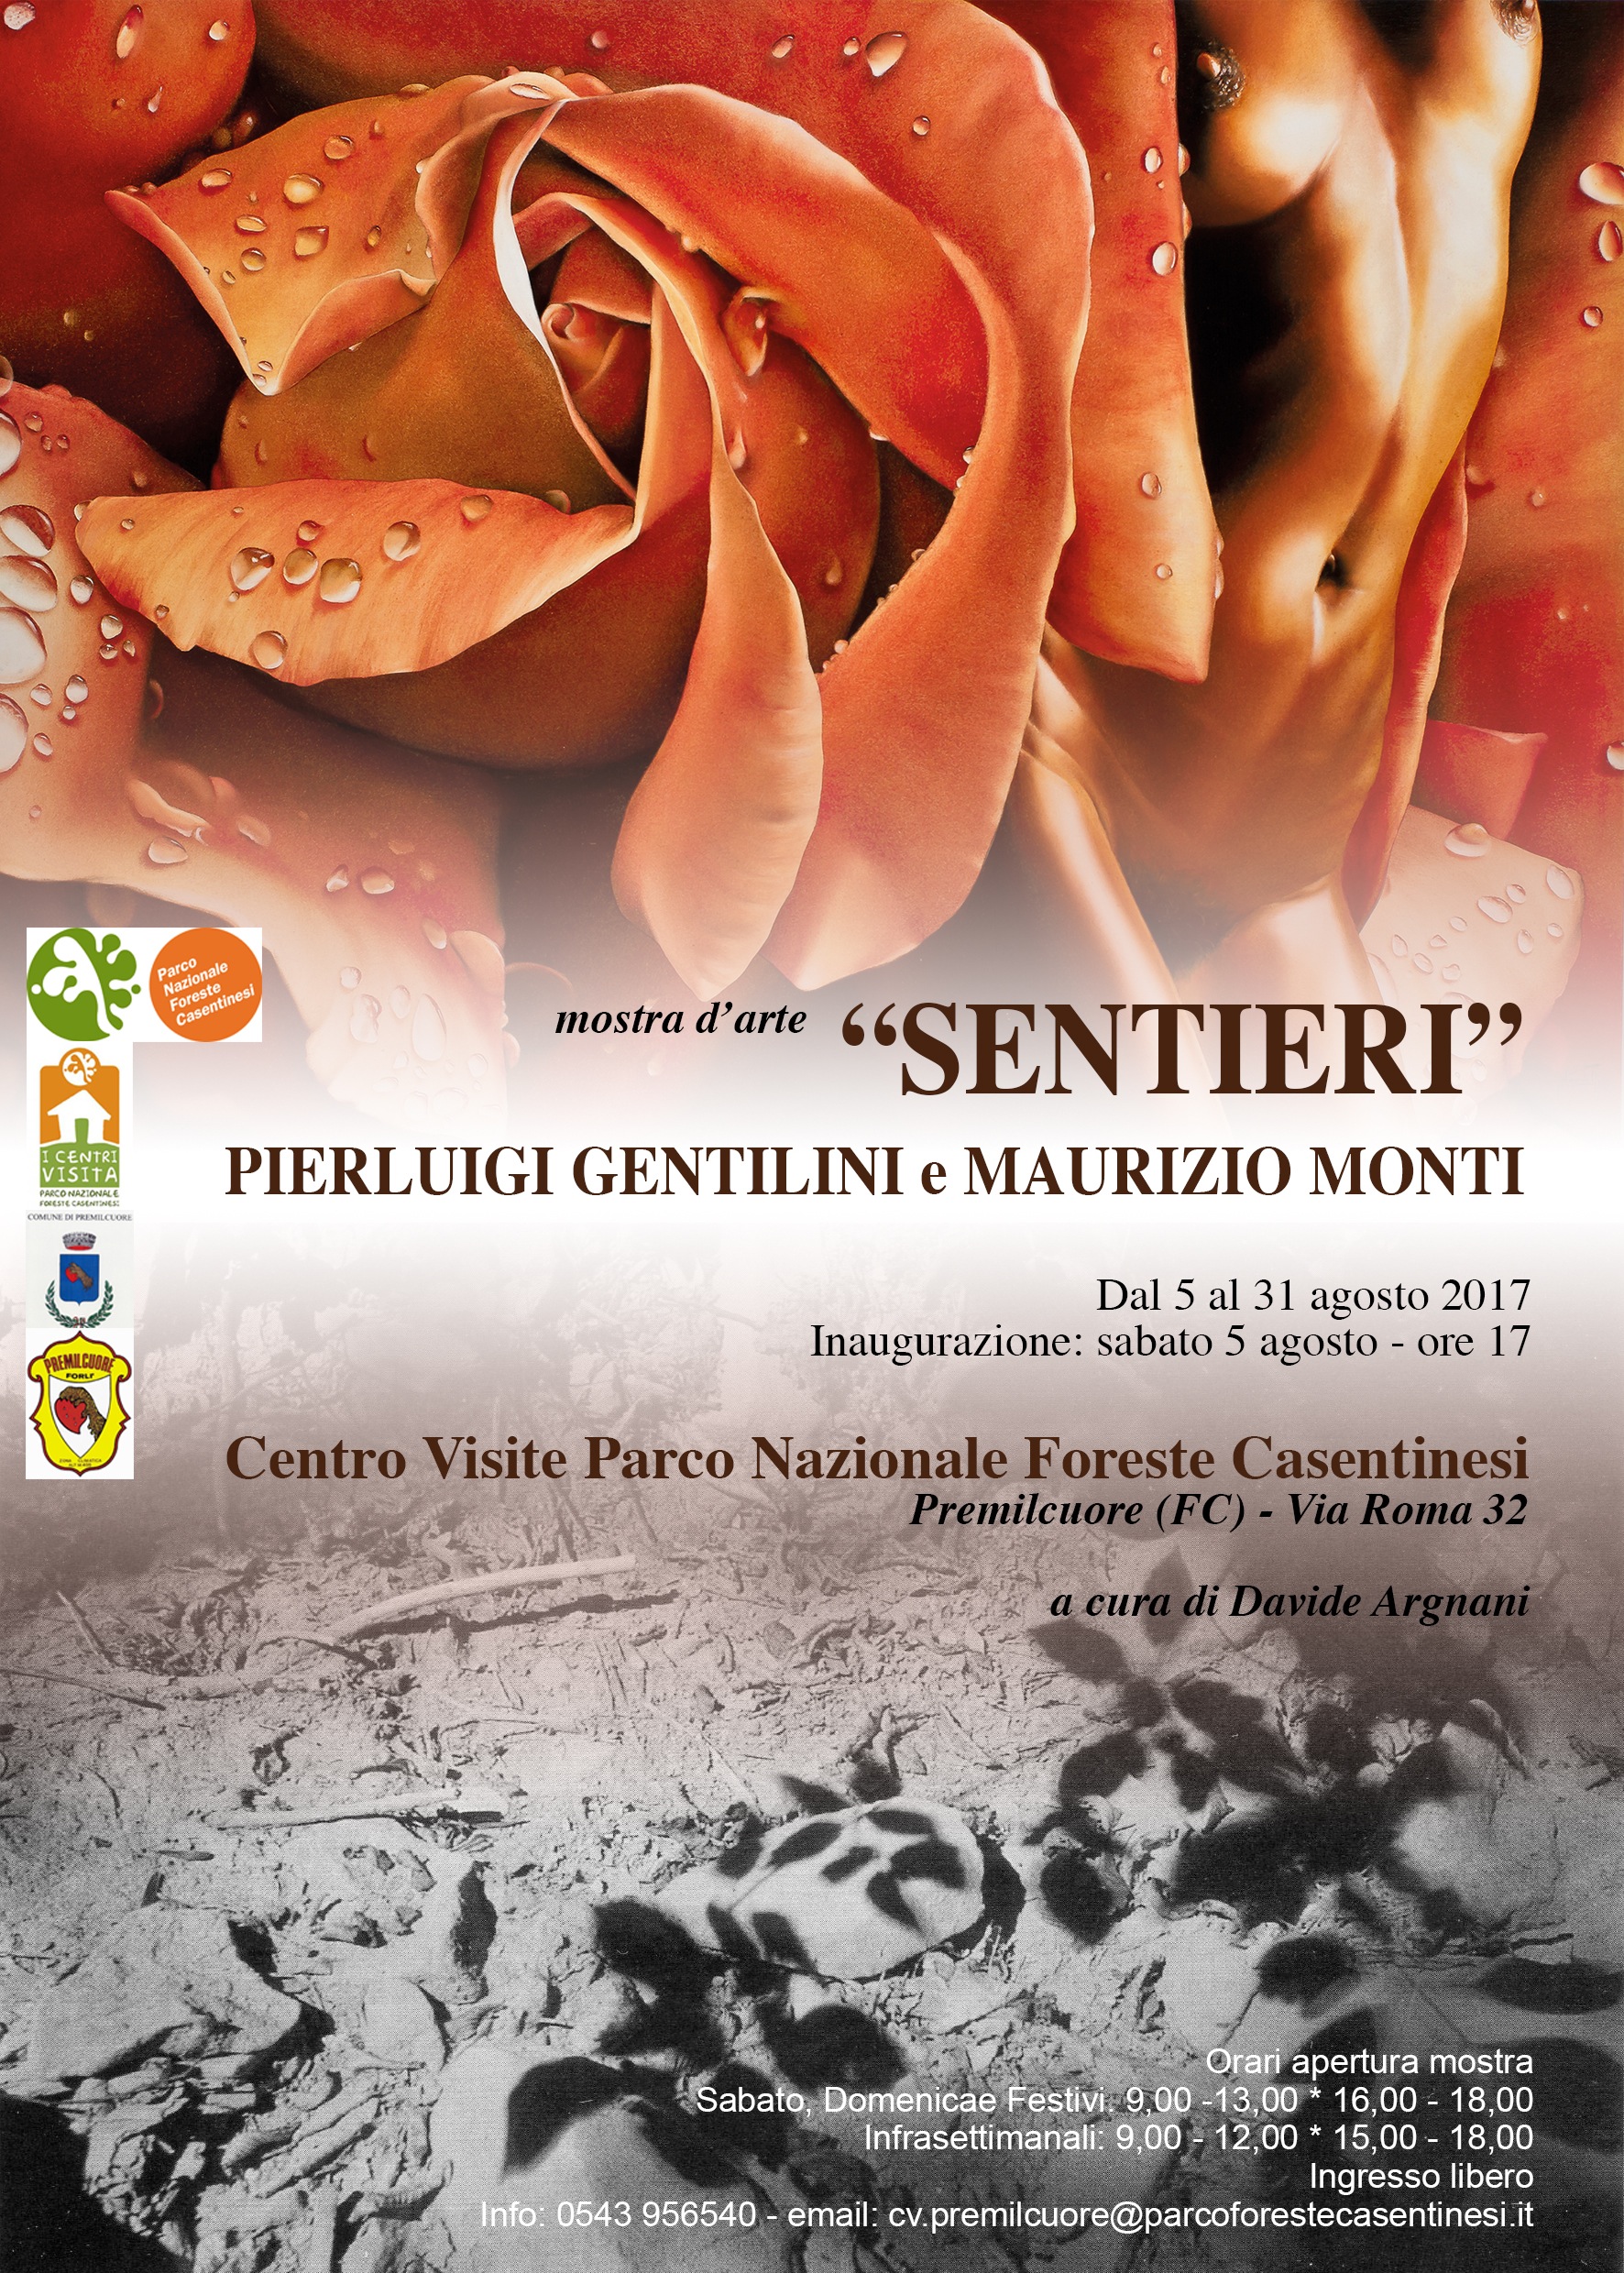 Parco
Nazionale
Foreste
Casentinesi
mostra d'arte “SENTIERI”
I CENTRI
VISITA
PARCO NAZIONALE
FORESTE CASENTINESI
PIERLUIGI GENTILINI e MAURIZIO MONTI
COMUNE DI PREMILCUORE
Dal 5 al 31 agosto 2017
Inaugurazione: sabato 5 agosto - ore 17
PREMILCUORE
FORLI'
Centro Visite Parco Nazionale Foreste Casentinesi
Premilcuore (FC) - Via Roma 32
a cura di Davide Argnani
Orari apertura mostra
Sabato, Domenicae Festivi. 9,00 -13,00 * 16,00 - 18,00
Infrasettimanali: 9,00 - 12,00 * 15,00 - 18,00
Ingresso libero
Info: 0543 956540 - email: cv.premilcuore@parcoforestecasentinesi.it